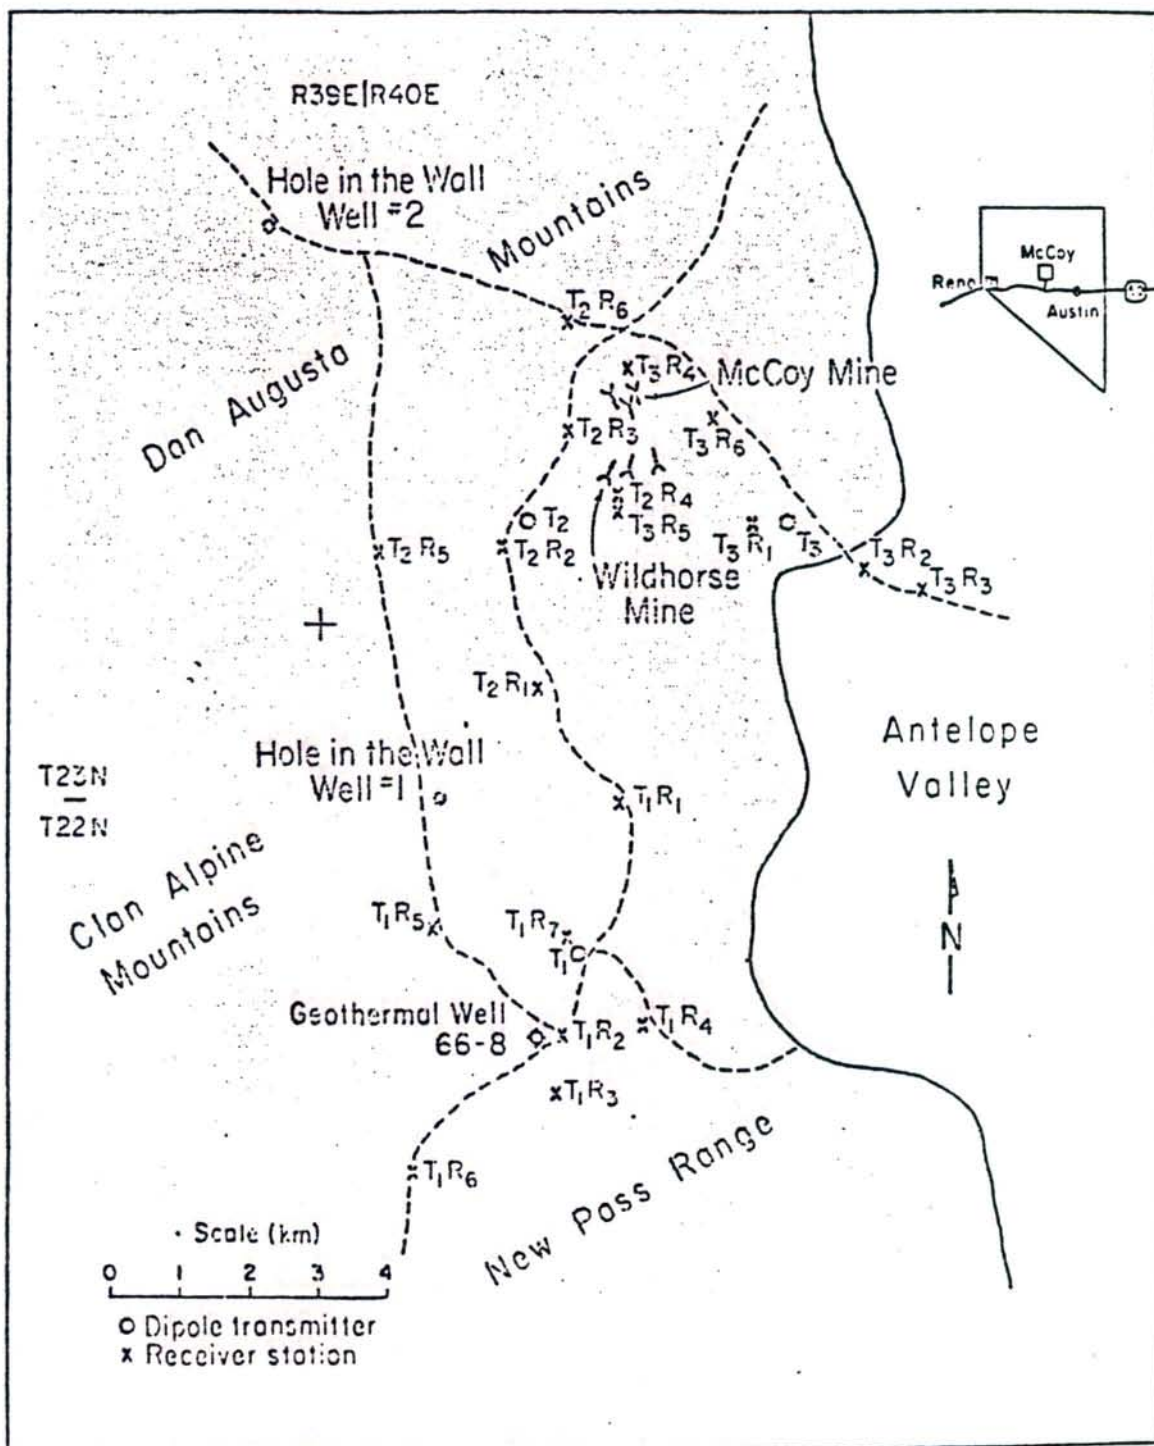 R39E|R40E
Hole in the Wall
Well #2
Mountains
McCoy
Reno
Austin
T₂R₆
Dan Augusta
T₃R₄
McCoy Mine
T₂R₃
T₃R₆
T₂R₄
T₃R₅
T₂
T₂R₂
T₃R₁
T₃
T₃R₂
T₃R₃
T₂R₅
Wildhorse
Mine
T₂R₁
Antelope
Valley
Hole in the Wall
Well #1
T23N
T22N
T₁R₁
Clan Alpine
Mountains
T₁R₅
T₁R₇
T₁
N
Geothermal Well
66-8
T₁R₂
T₁R₄
T₁R₃
T₁R₆
New Pass Range
Scale (km)
0 1 2 3 4
O Dipole transmitter
x Receiver station